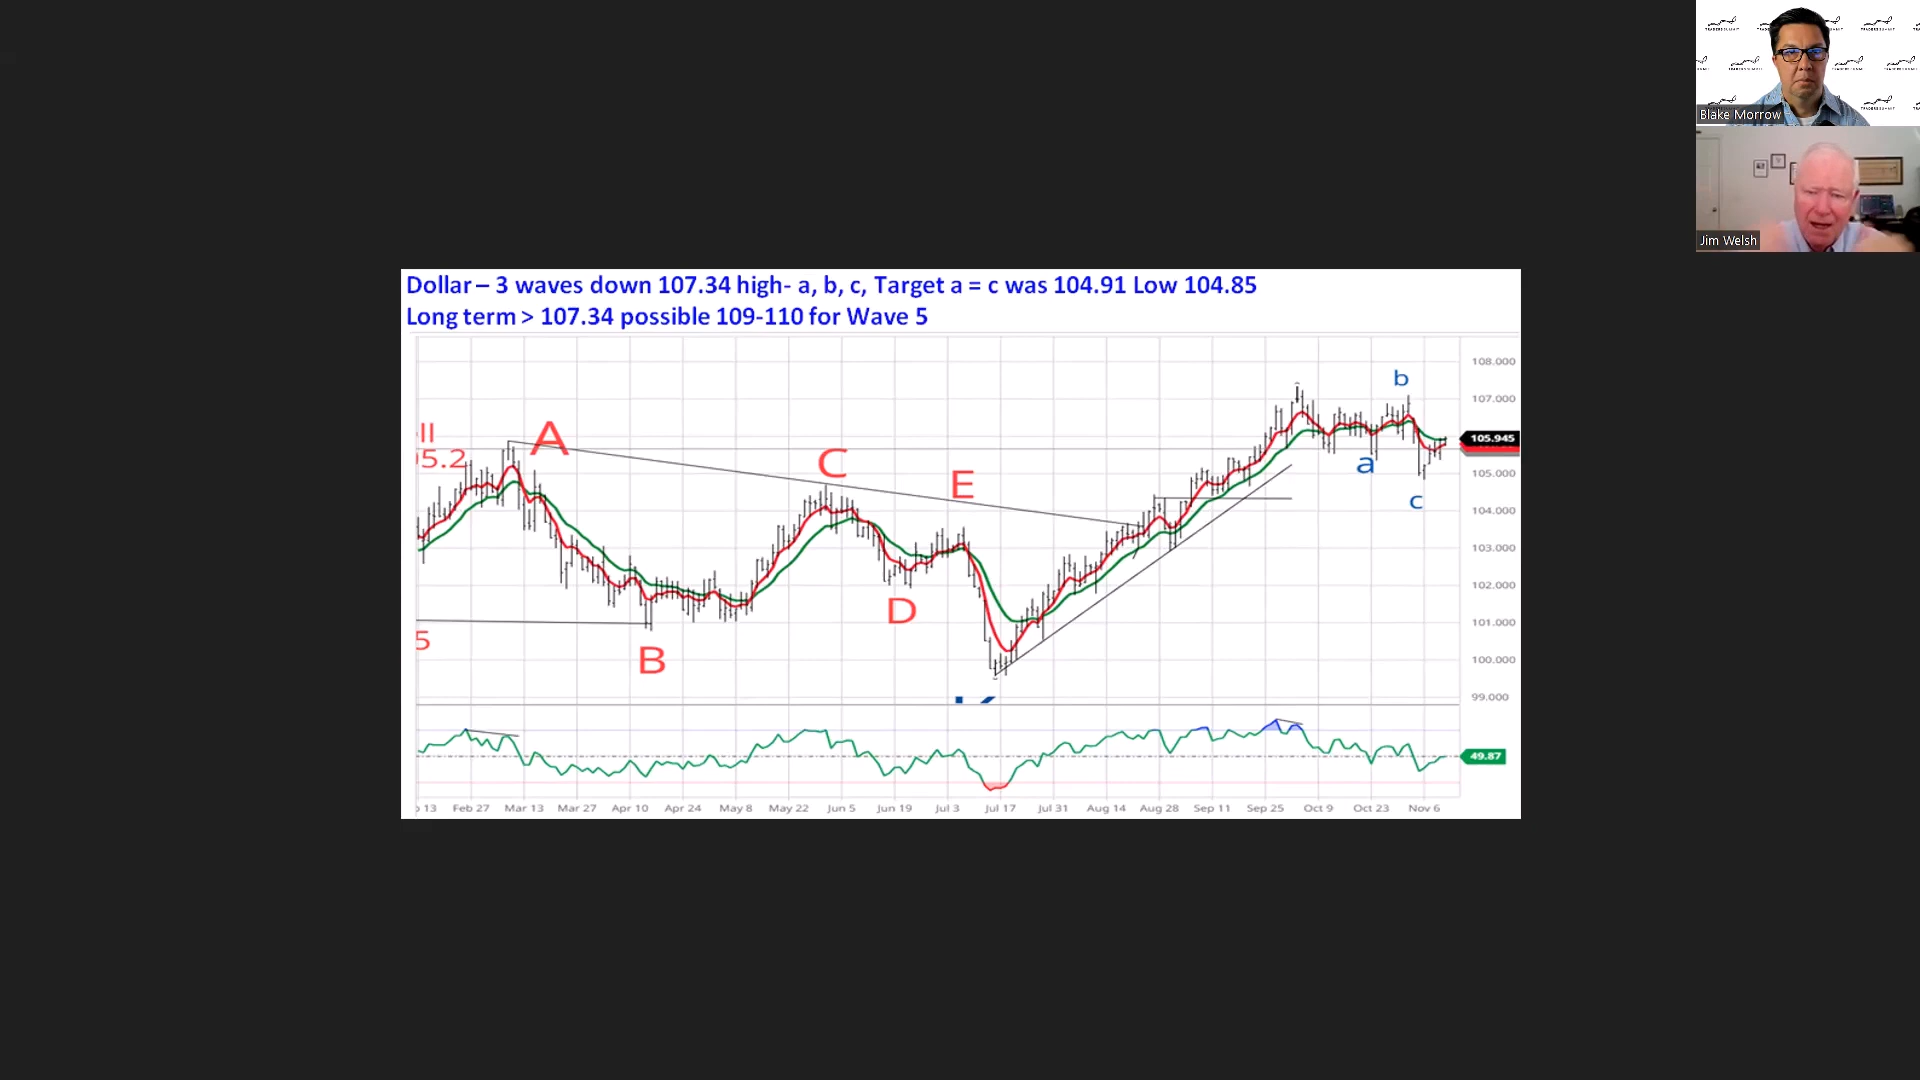 Blake Morrow
Jim Welsh
Dollar – 3 waves down 107.34 high- a, b, c, Target a = c was 104.91 Low 104.85
Long term > 107.34 possible 109-110 for Wave 5
108.000
107.000
105.945
105.000
104.000
103.000
102.000
101.000
100.000
99.000
A
B
C
D
E
a
b
c
5.2
5
49.87
13 Feb 27 Mar 13 Mar 27 Apr 10 Apr 24 May 8 May 22 Jun 5 Jun 19 Jul 3 Jul 17 Jul 31 Aug 14 Aug 28 Sep 11 Sep 25 Oct 9 Oct 23 Nov 6